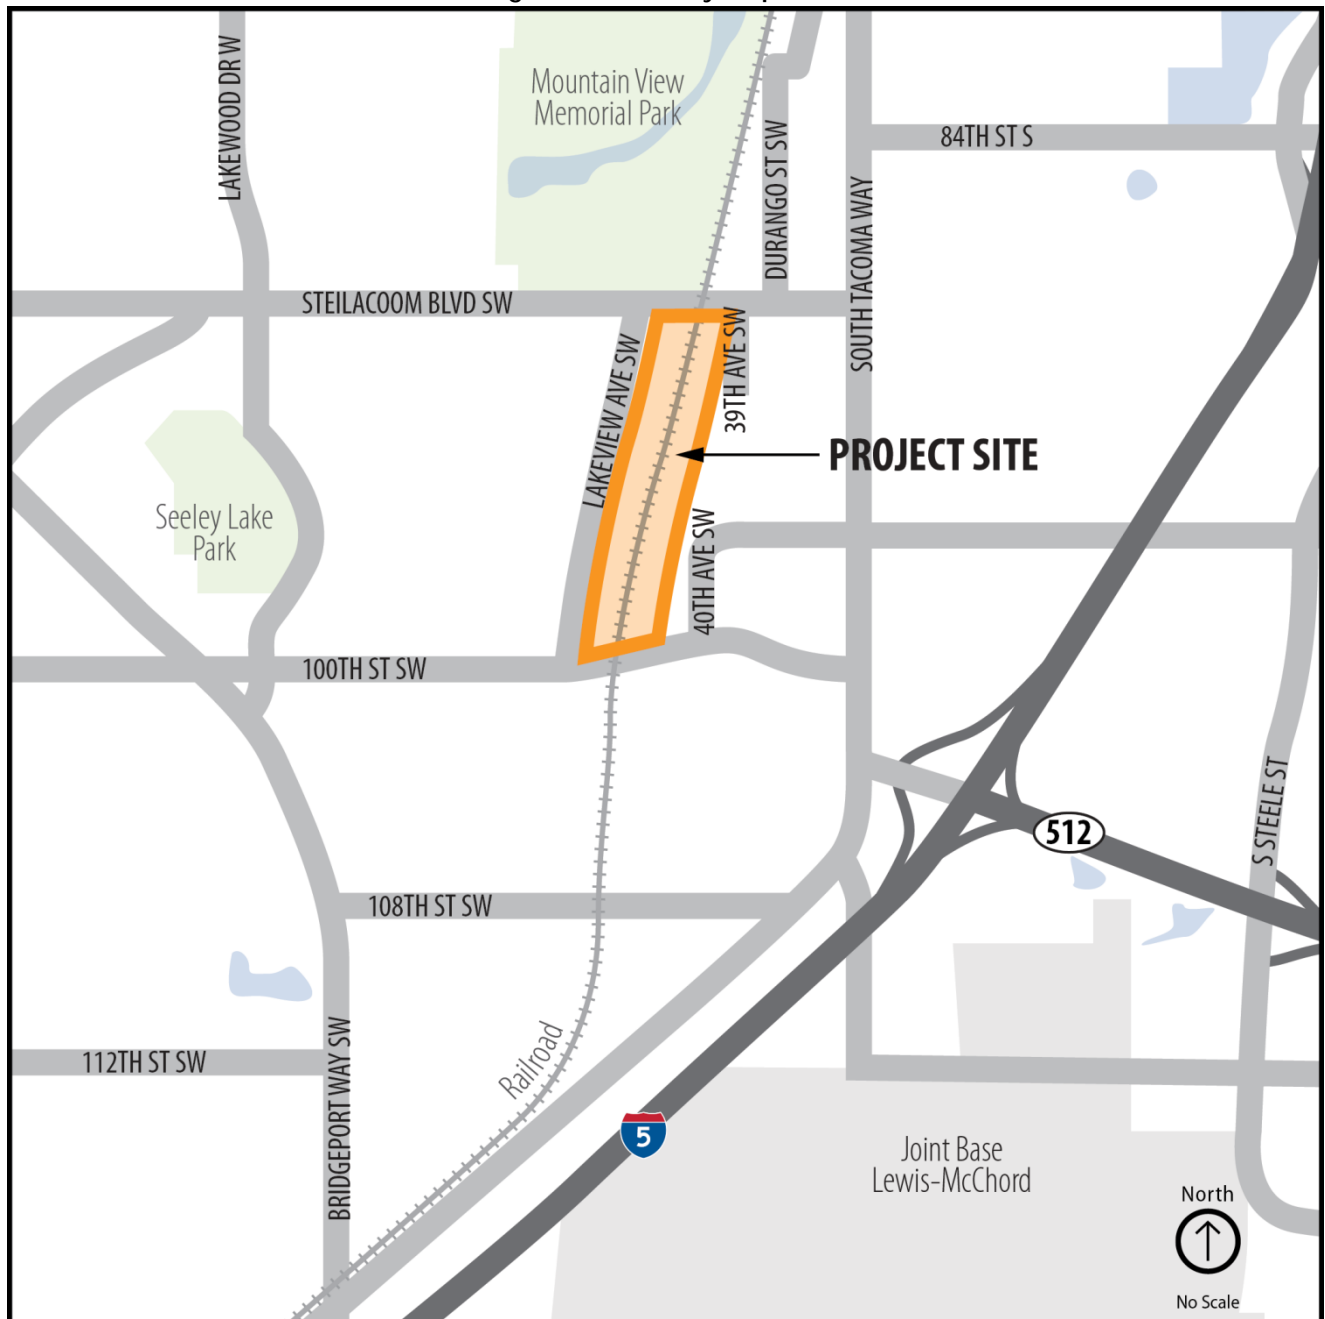 LAKEWOOD DR W
Mountain View
Memorial Park
DURANGO ST SW
84TH ST S
SOUTH TACOMA WAY
STEILACOOM BLVD SW
LAKEVIEW AVE SW
39TH AVE SW
PROJECT SITE
Seeley Lake
Park
40TH AVE SW
100TH ST SW
512
S STEELE ST
108TH ST SW
Railroad
112TH ST SW
BRIDGEPORT WAY SW
5
Joint Base
Lewis-McChord
North
No Scale